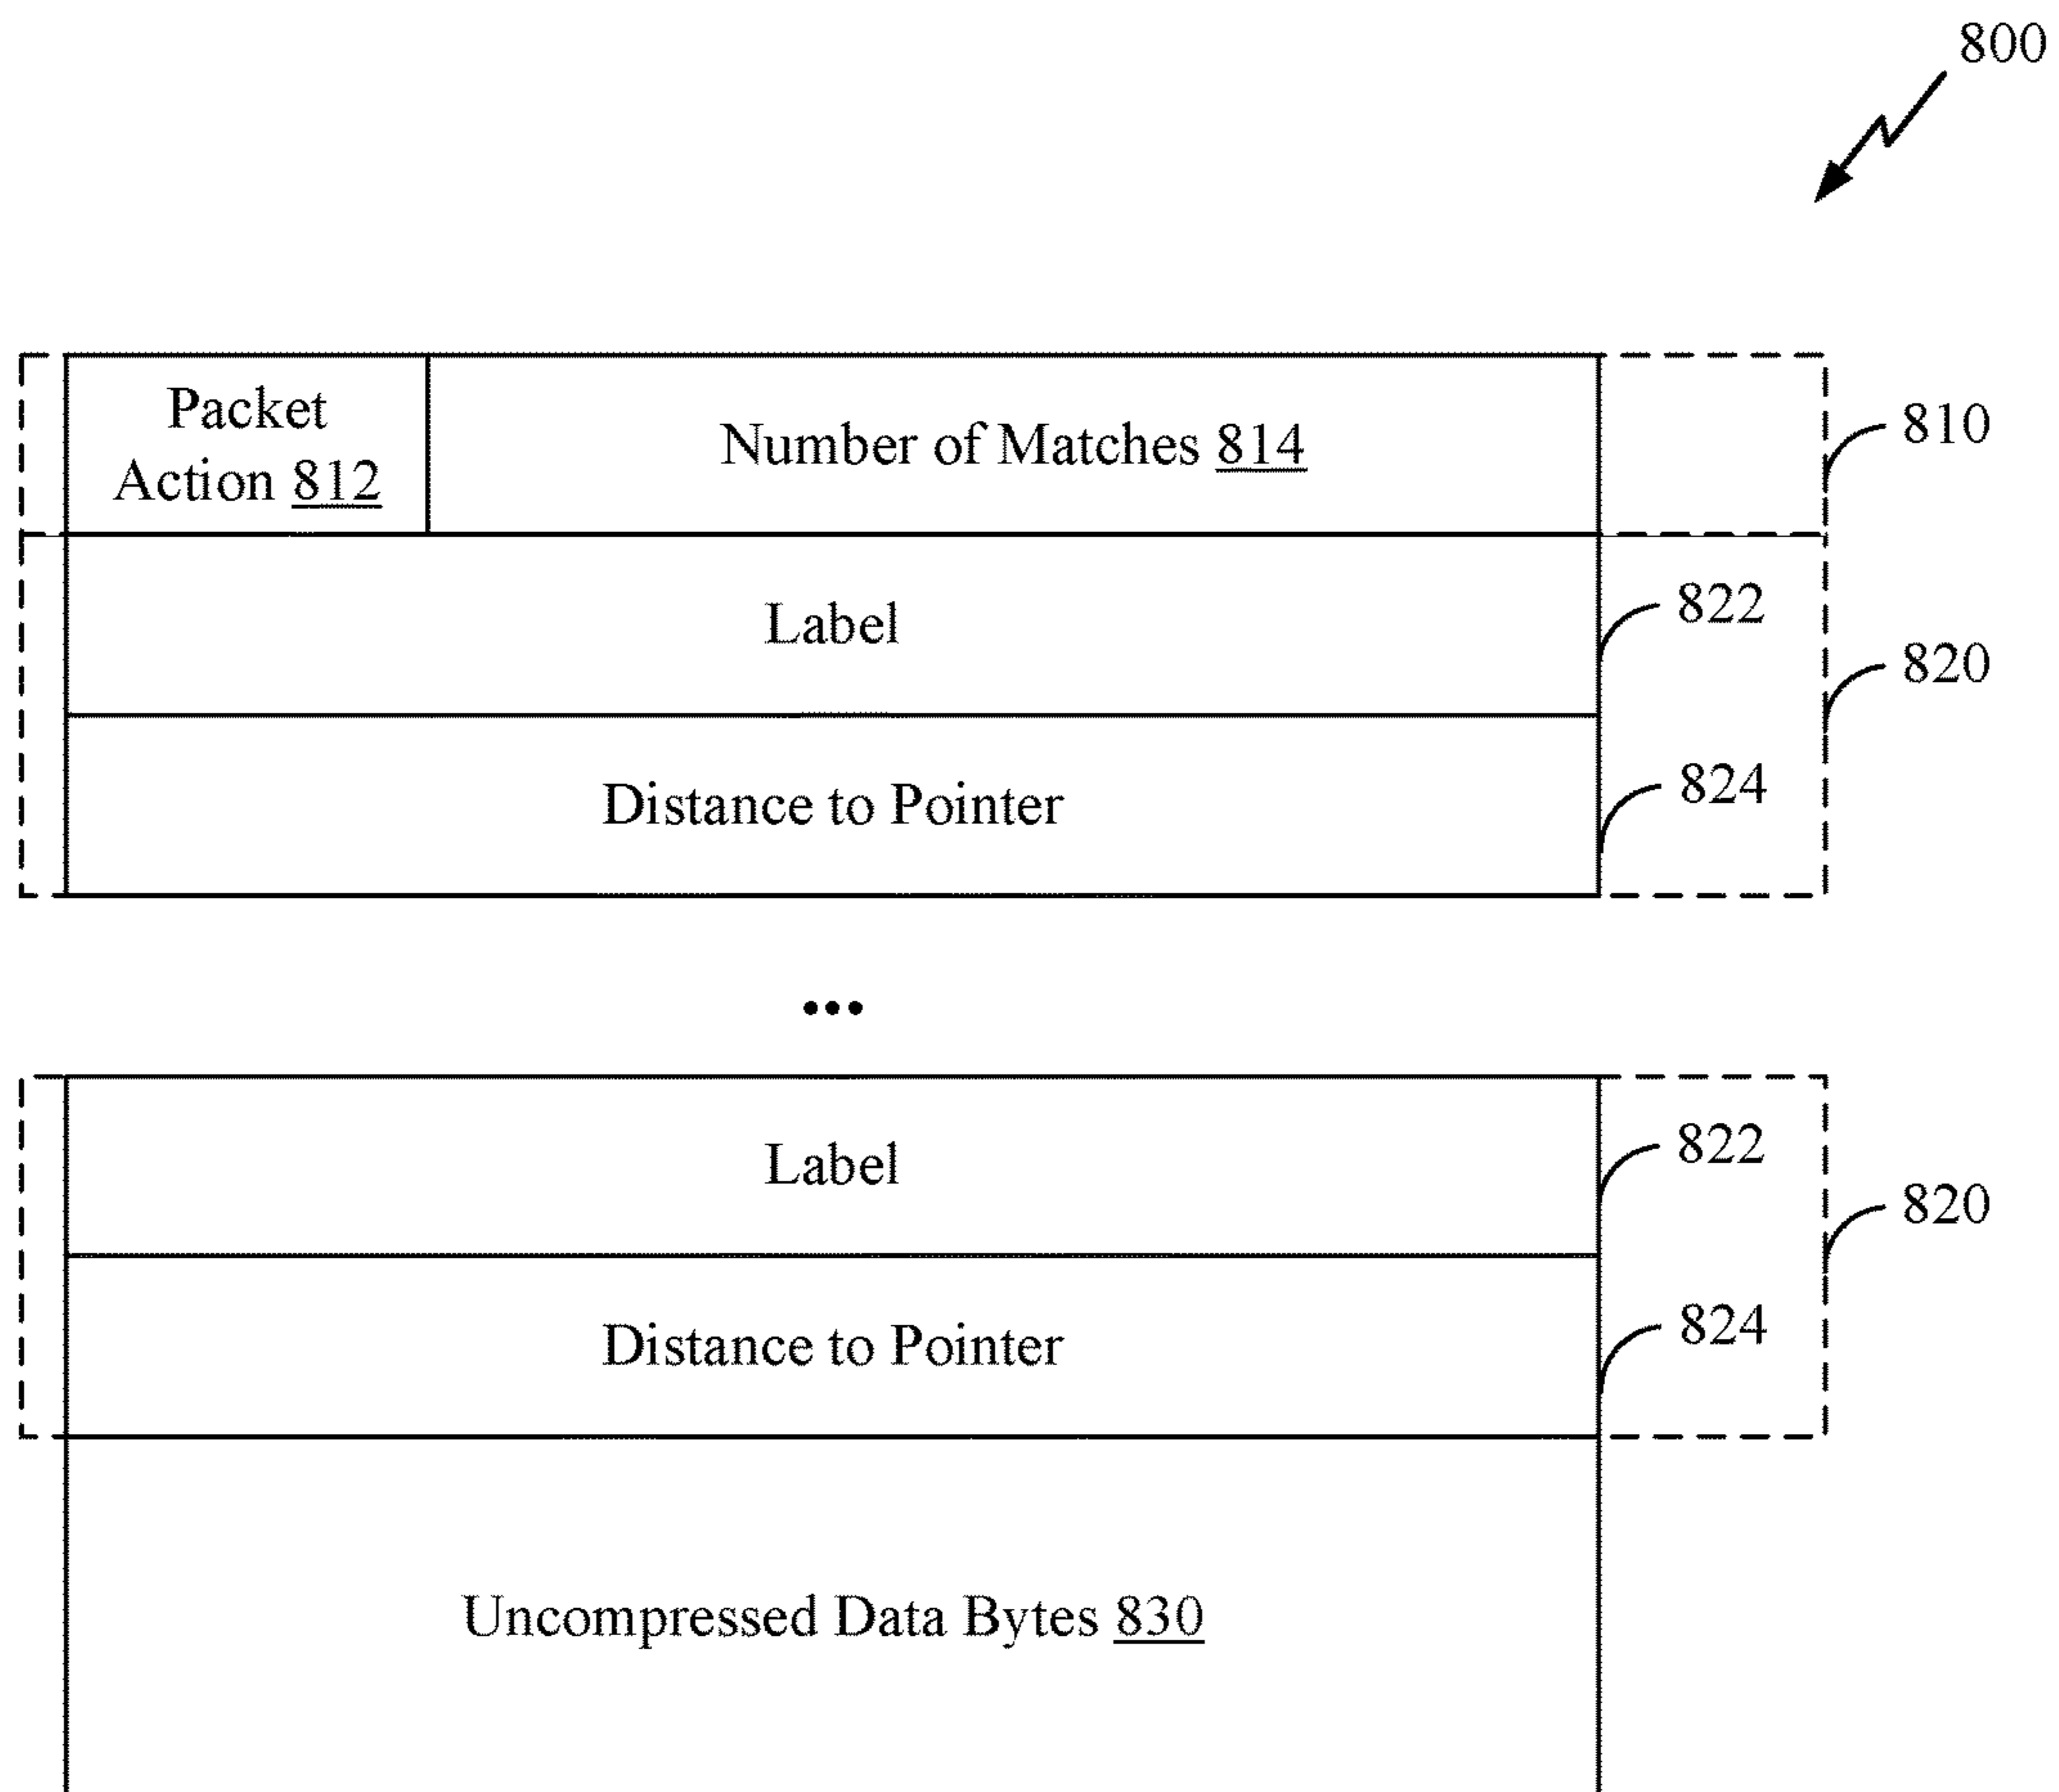 800
Packet
Action 812
Number of Matches 814
810
Label
822
820
Distance to Pointer
824
•••
Label
822
820
Distance to Pointer
824
Uncompressed Data Bytes 830